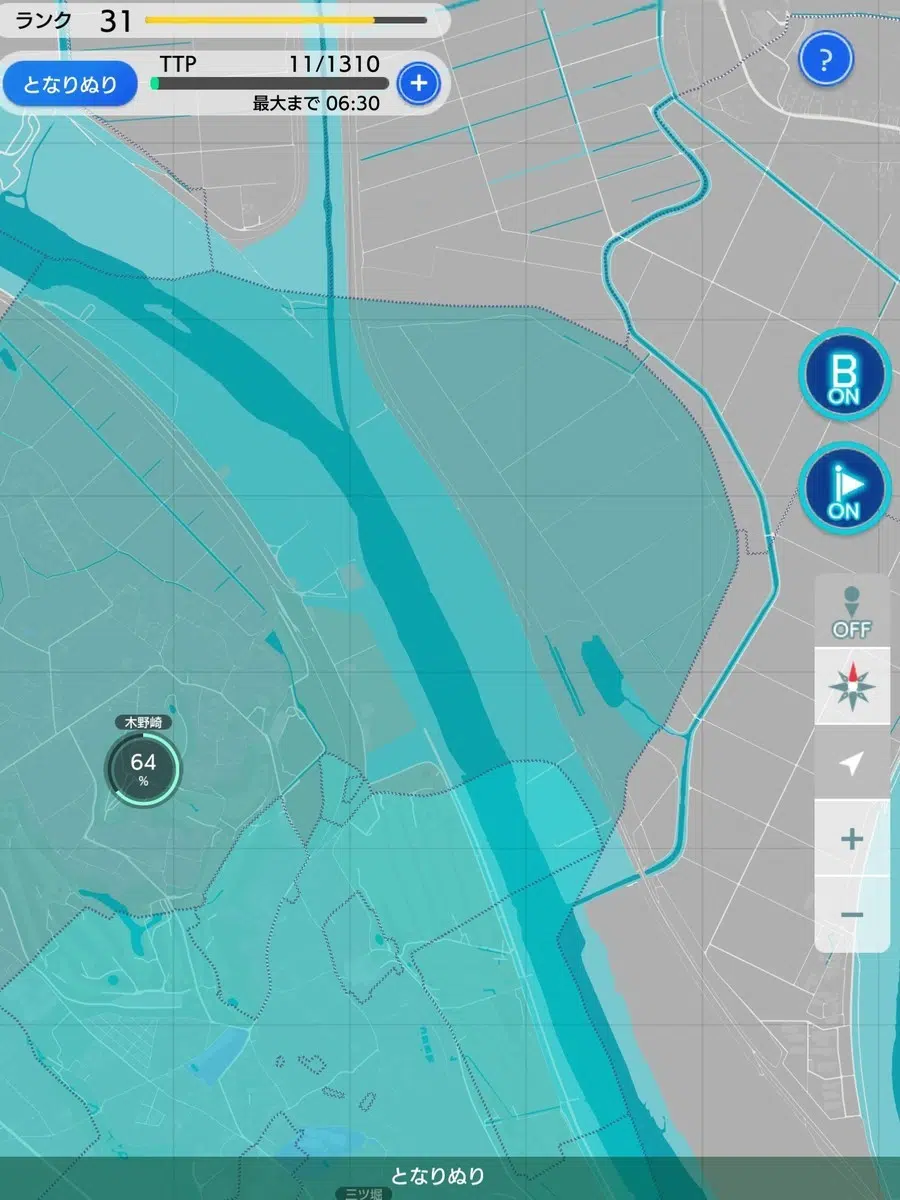 ランク 31
TTP 11/1310
となりぬり
+
最大まで 06:30
?
B
ON
ON
OFF
木野崎
64
%
+
−
となりぬり
三ツ堀